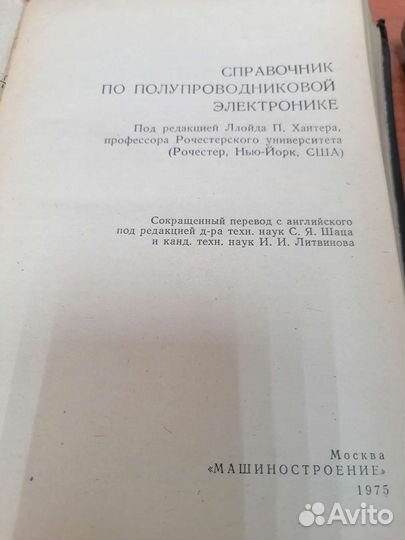 СПРАВОЧНИК
ПО ПОЛУПРОВОДНИКОВОЙ
ЭЛЕКТРОНИКЕ
Под редакцией Ллойда П. Хантера,
профессора Рочестерского университета
(Рочестер, Нью-Йорк, США)
Сокращенный перевод с английского
под редакцией д-ра техн. наук С. Я. Шаца
и канд. техн. наук И. И. Литвинова
Москва
«МАШИНОСТРОЕНИЕ»
1975
Avito